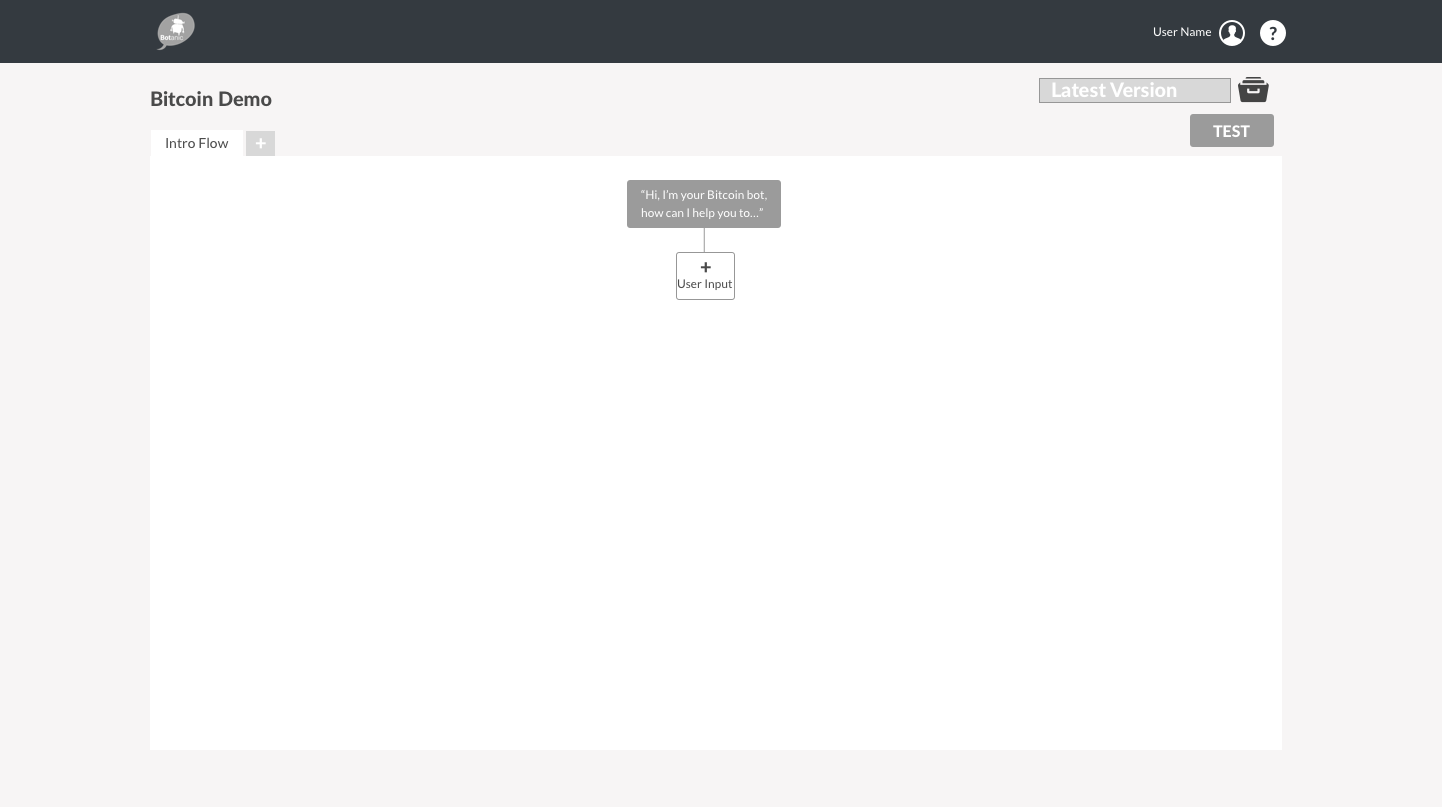 Botanic
User Name
?
Bitcoin Demo
Latest Version
TEST
Intro Flow
+
“Hi, I’m your Bitcoin bot,
how can I help you to...”
+
User Input